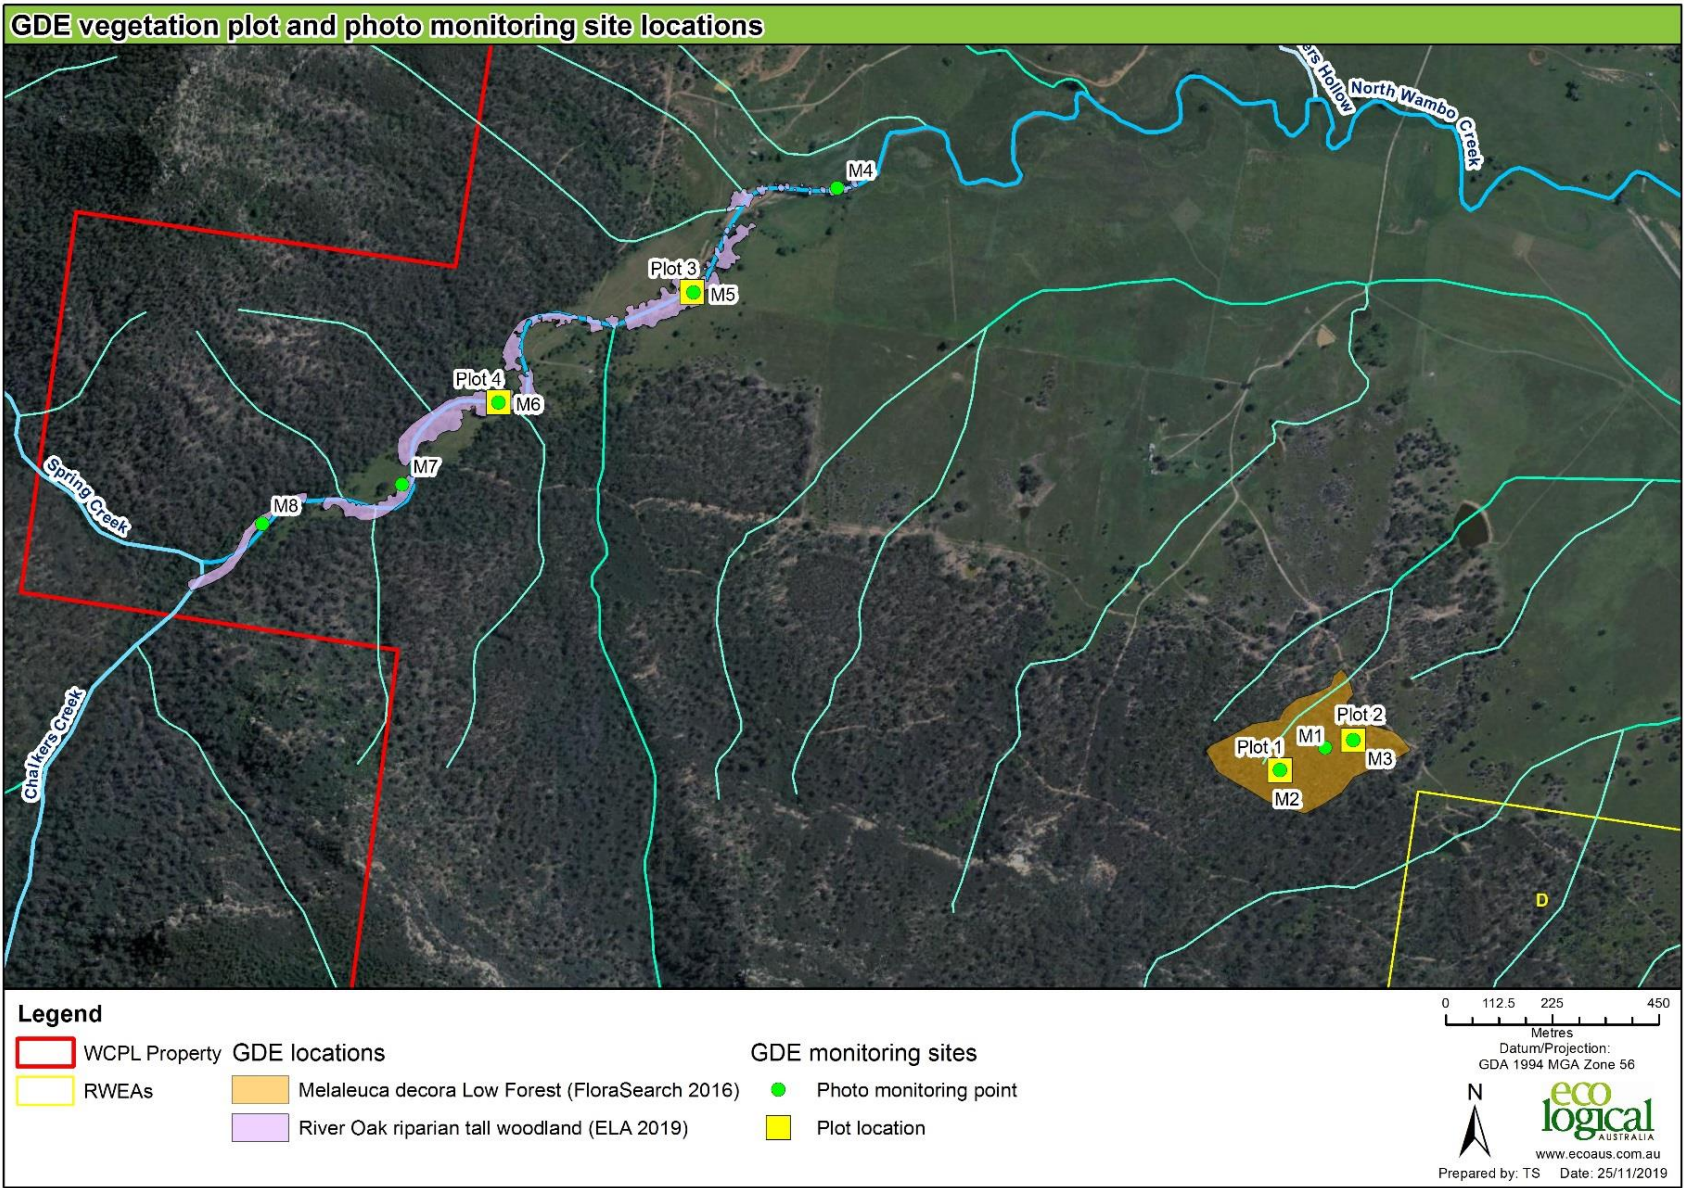 GDE vegetation plot and photo monitoring site locations
ers Hollow
North Wambo Creek
M4
Plot 3
M5
Plot 4
M6
M7
M8
Spring Creek
Chalkers Creek
Plot 2
M1
Plot 1
M3
M2
D
Legend
WCPL Property
RWEAs
GDE locations
Melaleuca decora Low Forest (FloraSearch 2016)
River Oak riparian tall woodland (ELA 2019)
GDE monitoring sites
Photo monitoring point
Plot location
0 112.5 225 450
Metres
Datum/Projection:
GDA 1994 MGA Zone 56
N
eco
logical
AUSTRALIA
www.ecoaus.com.au
Prepared by: TS Date: 25/11/2019